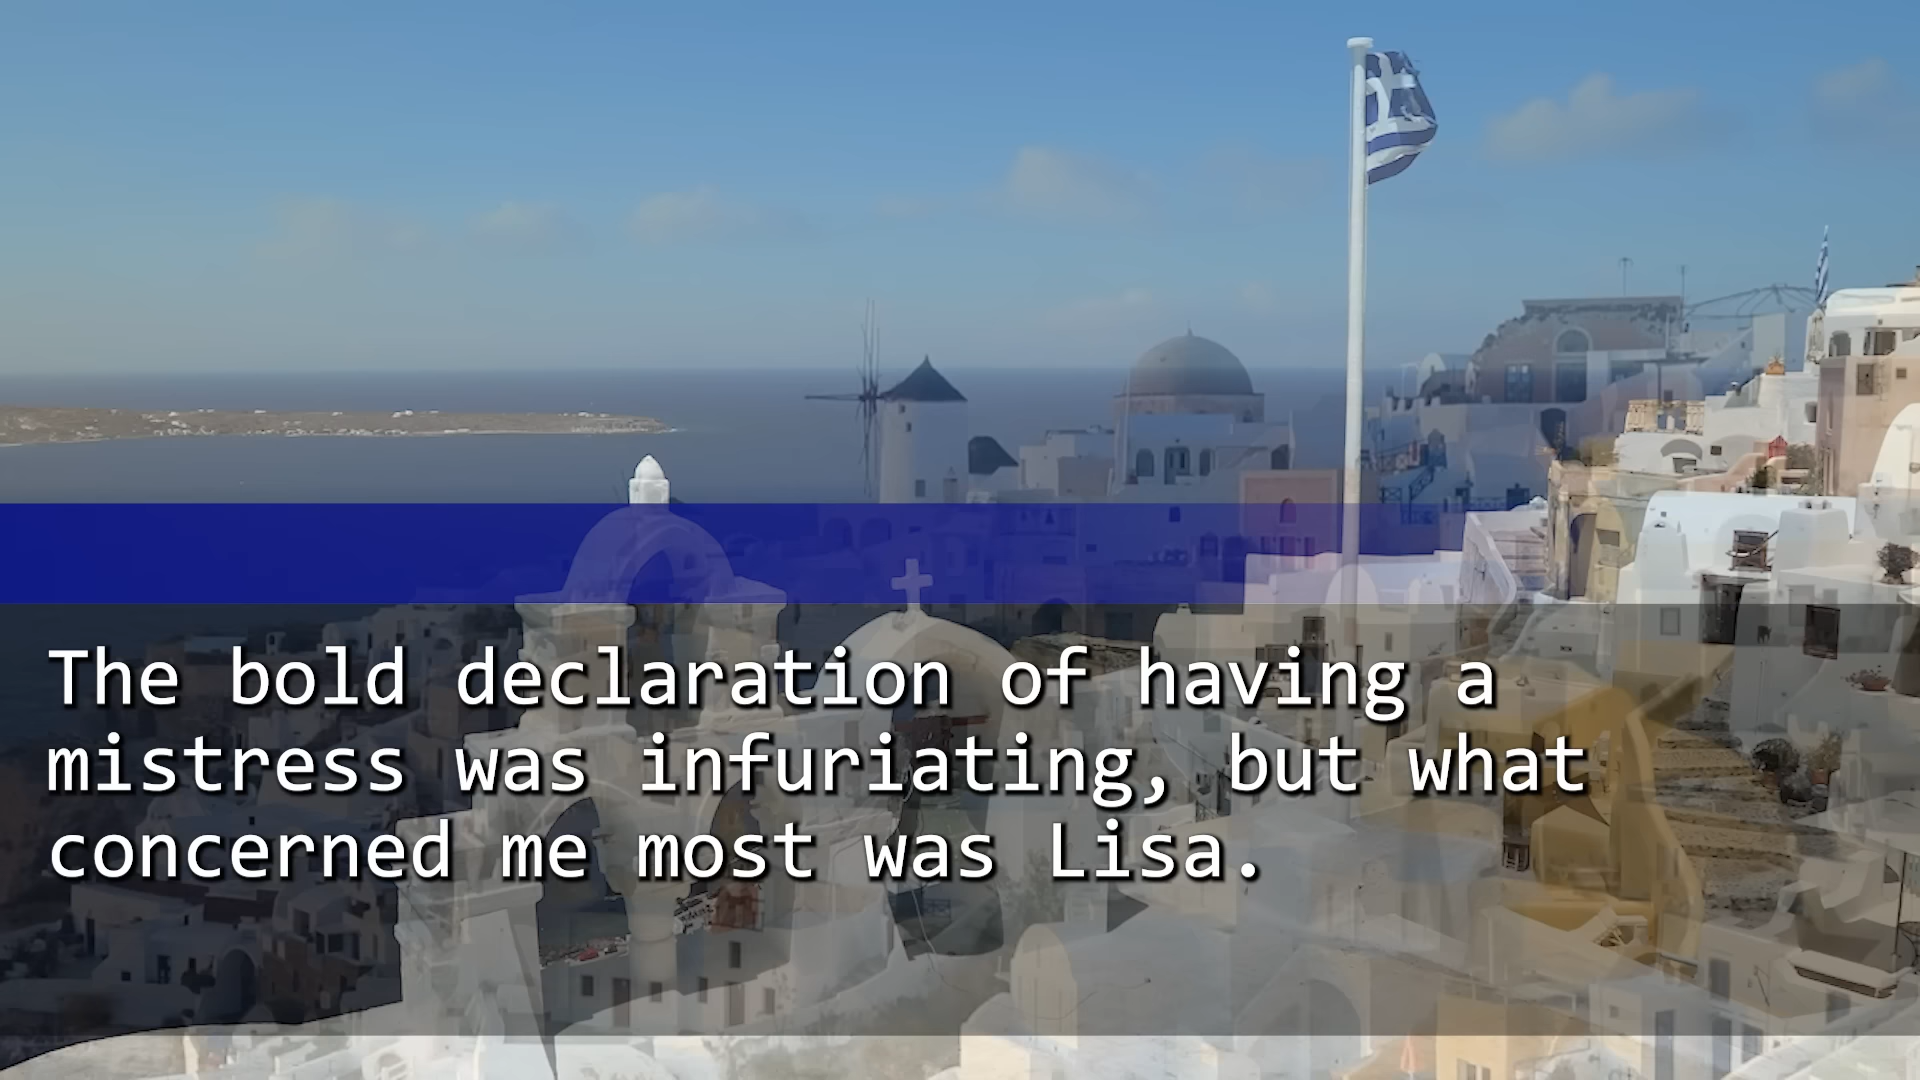 The bold declaration of having a
mistress was infuriating, but what
concerned me most was Lisa.